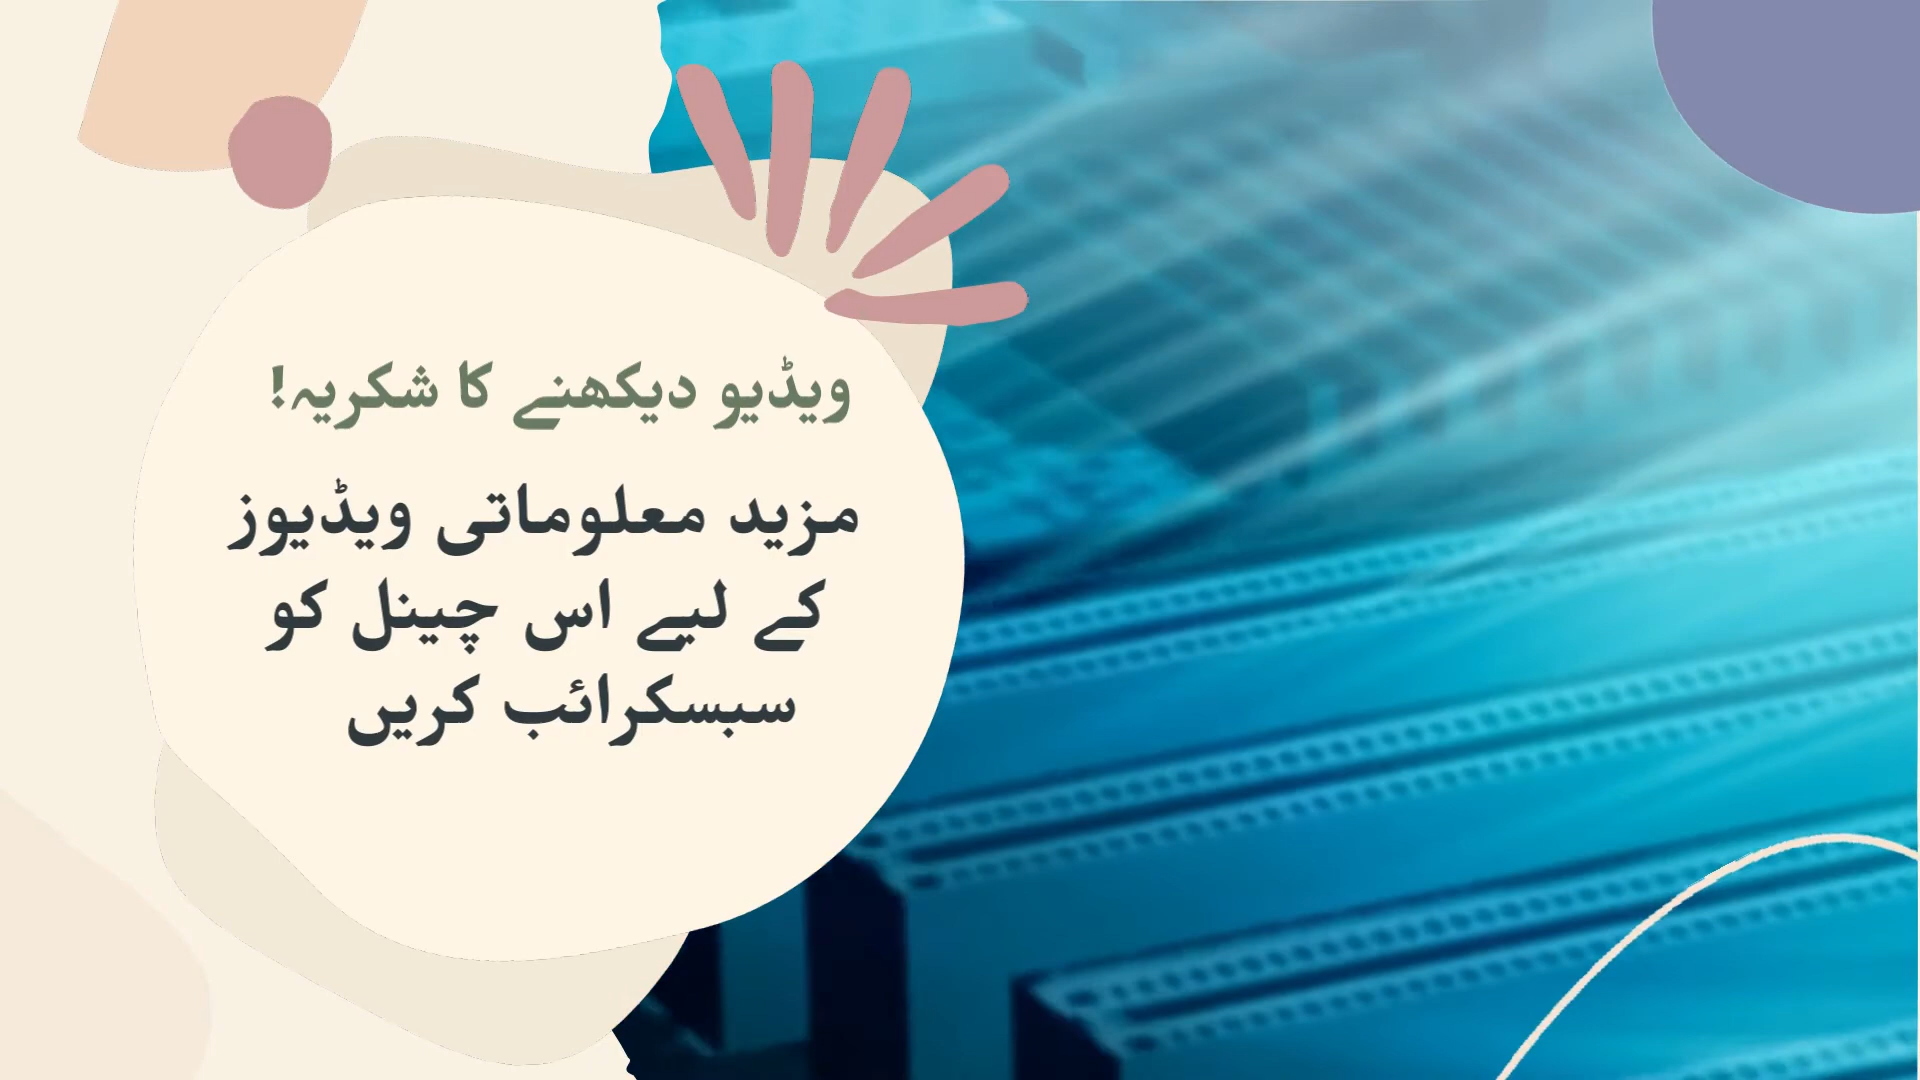 ویڈیو دیکھنے کا شکریہ!
مزید معلوماتی ویڈیوز
کے لیے اس چینل کو
سبسکرائب کریں